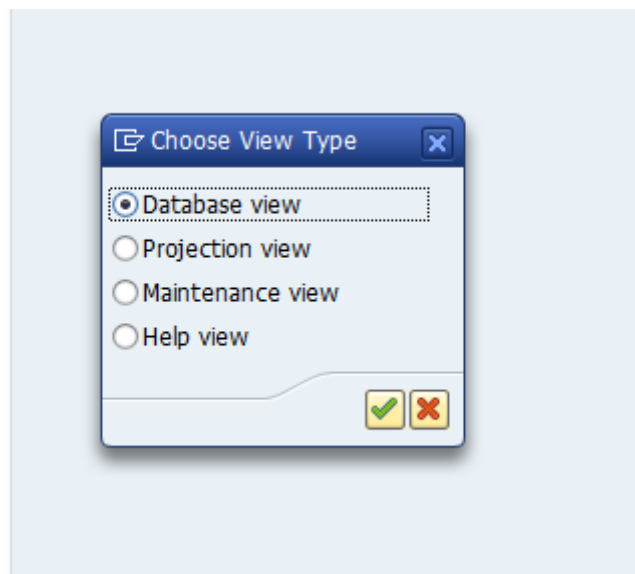 Choose View Type
Database view
Projection view
Maintenance view
Help view